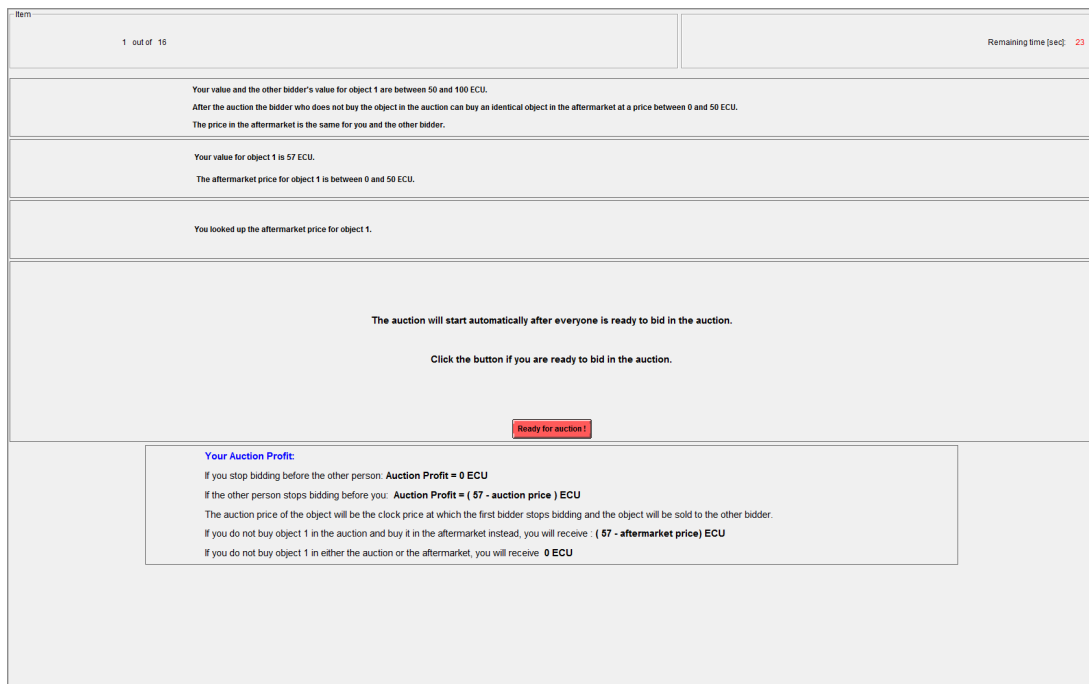 Item
1 out of 16
Remaining time [sec]: 23
Your value and the other bidder's value for object 1 are between 50 and 100 ECU.
After the auction the bidder who does not buy the object in the auction can buy an identical object in the aftermarket at a price between 0 and 50 ECU.
The price in the aftermarket is the same for you and the other bidder.
Your value for object 1 is 57 ECU.
The aftermarket price for object 1 is between 0 and 50 ECU.
You looked up the aftermarket price for object 1.
The auction will start automatically after everyone is ready to bid in the auction.
Click the button if you are ready to bid in the auction.
Ready for auction !
Your Auction Profit:
If you stop bidding before the other person: Auction Profit = 0 ECU
If the other person stops bidding before you: Auction Profit = ( 57 - auction price ) ECU
The auction price of the object will be the clock price at which the first bidder stops bidding and the object will be sold to the other bidder.
If you do not buy object 1 in the auction and buy it in the aftermarket instead, you will receive : ( 57 - aftermarket price) ECU
If you do not buy object 1 in either the auction or the aftermarket, you will receive 0 ECU